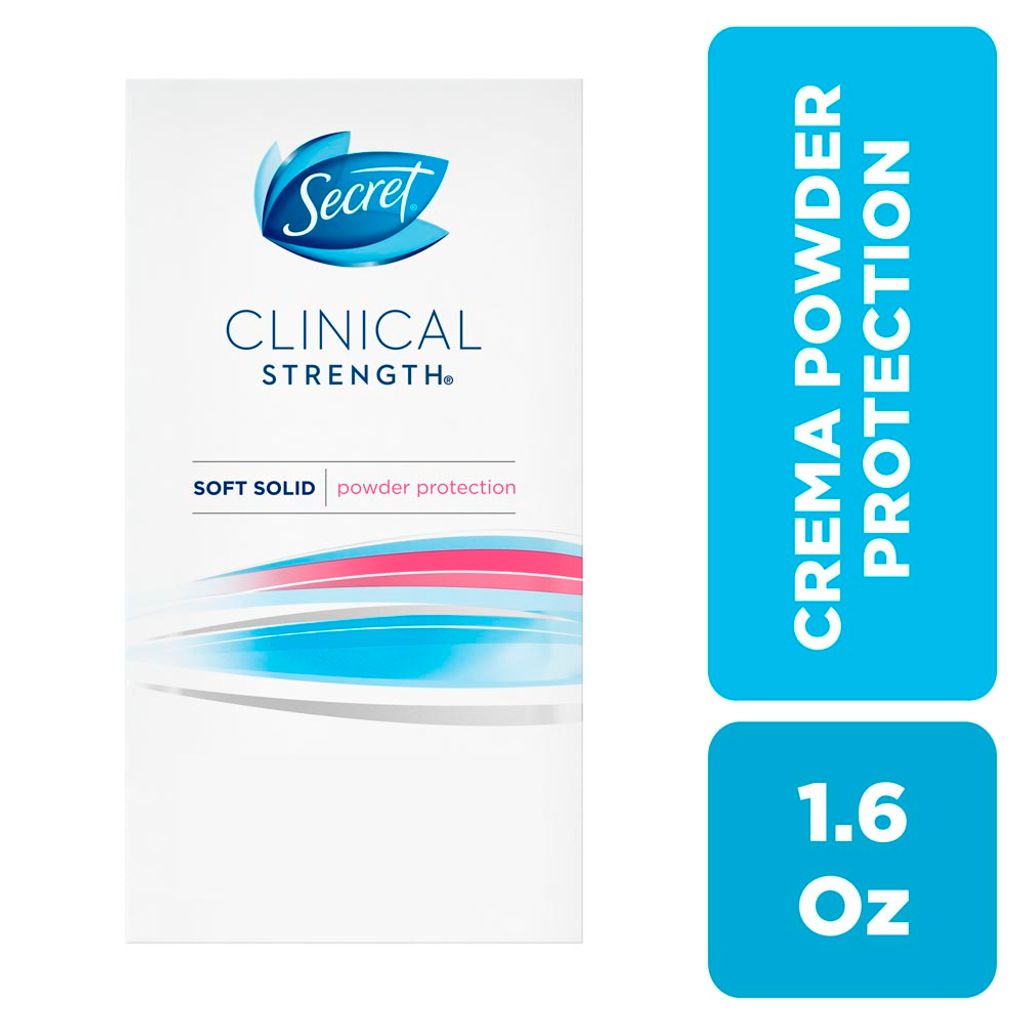 Secret®
CLINICAL
STRENGTH®
SOFT SOLID | powder protection
CREMA POWDER
PROTECTION
1.6
Oz